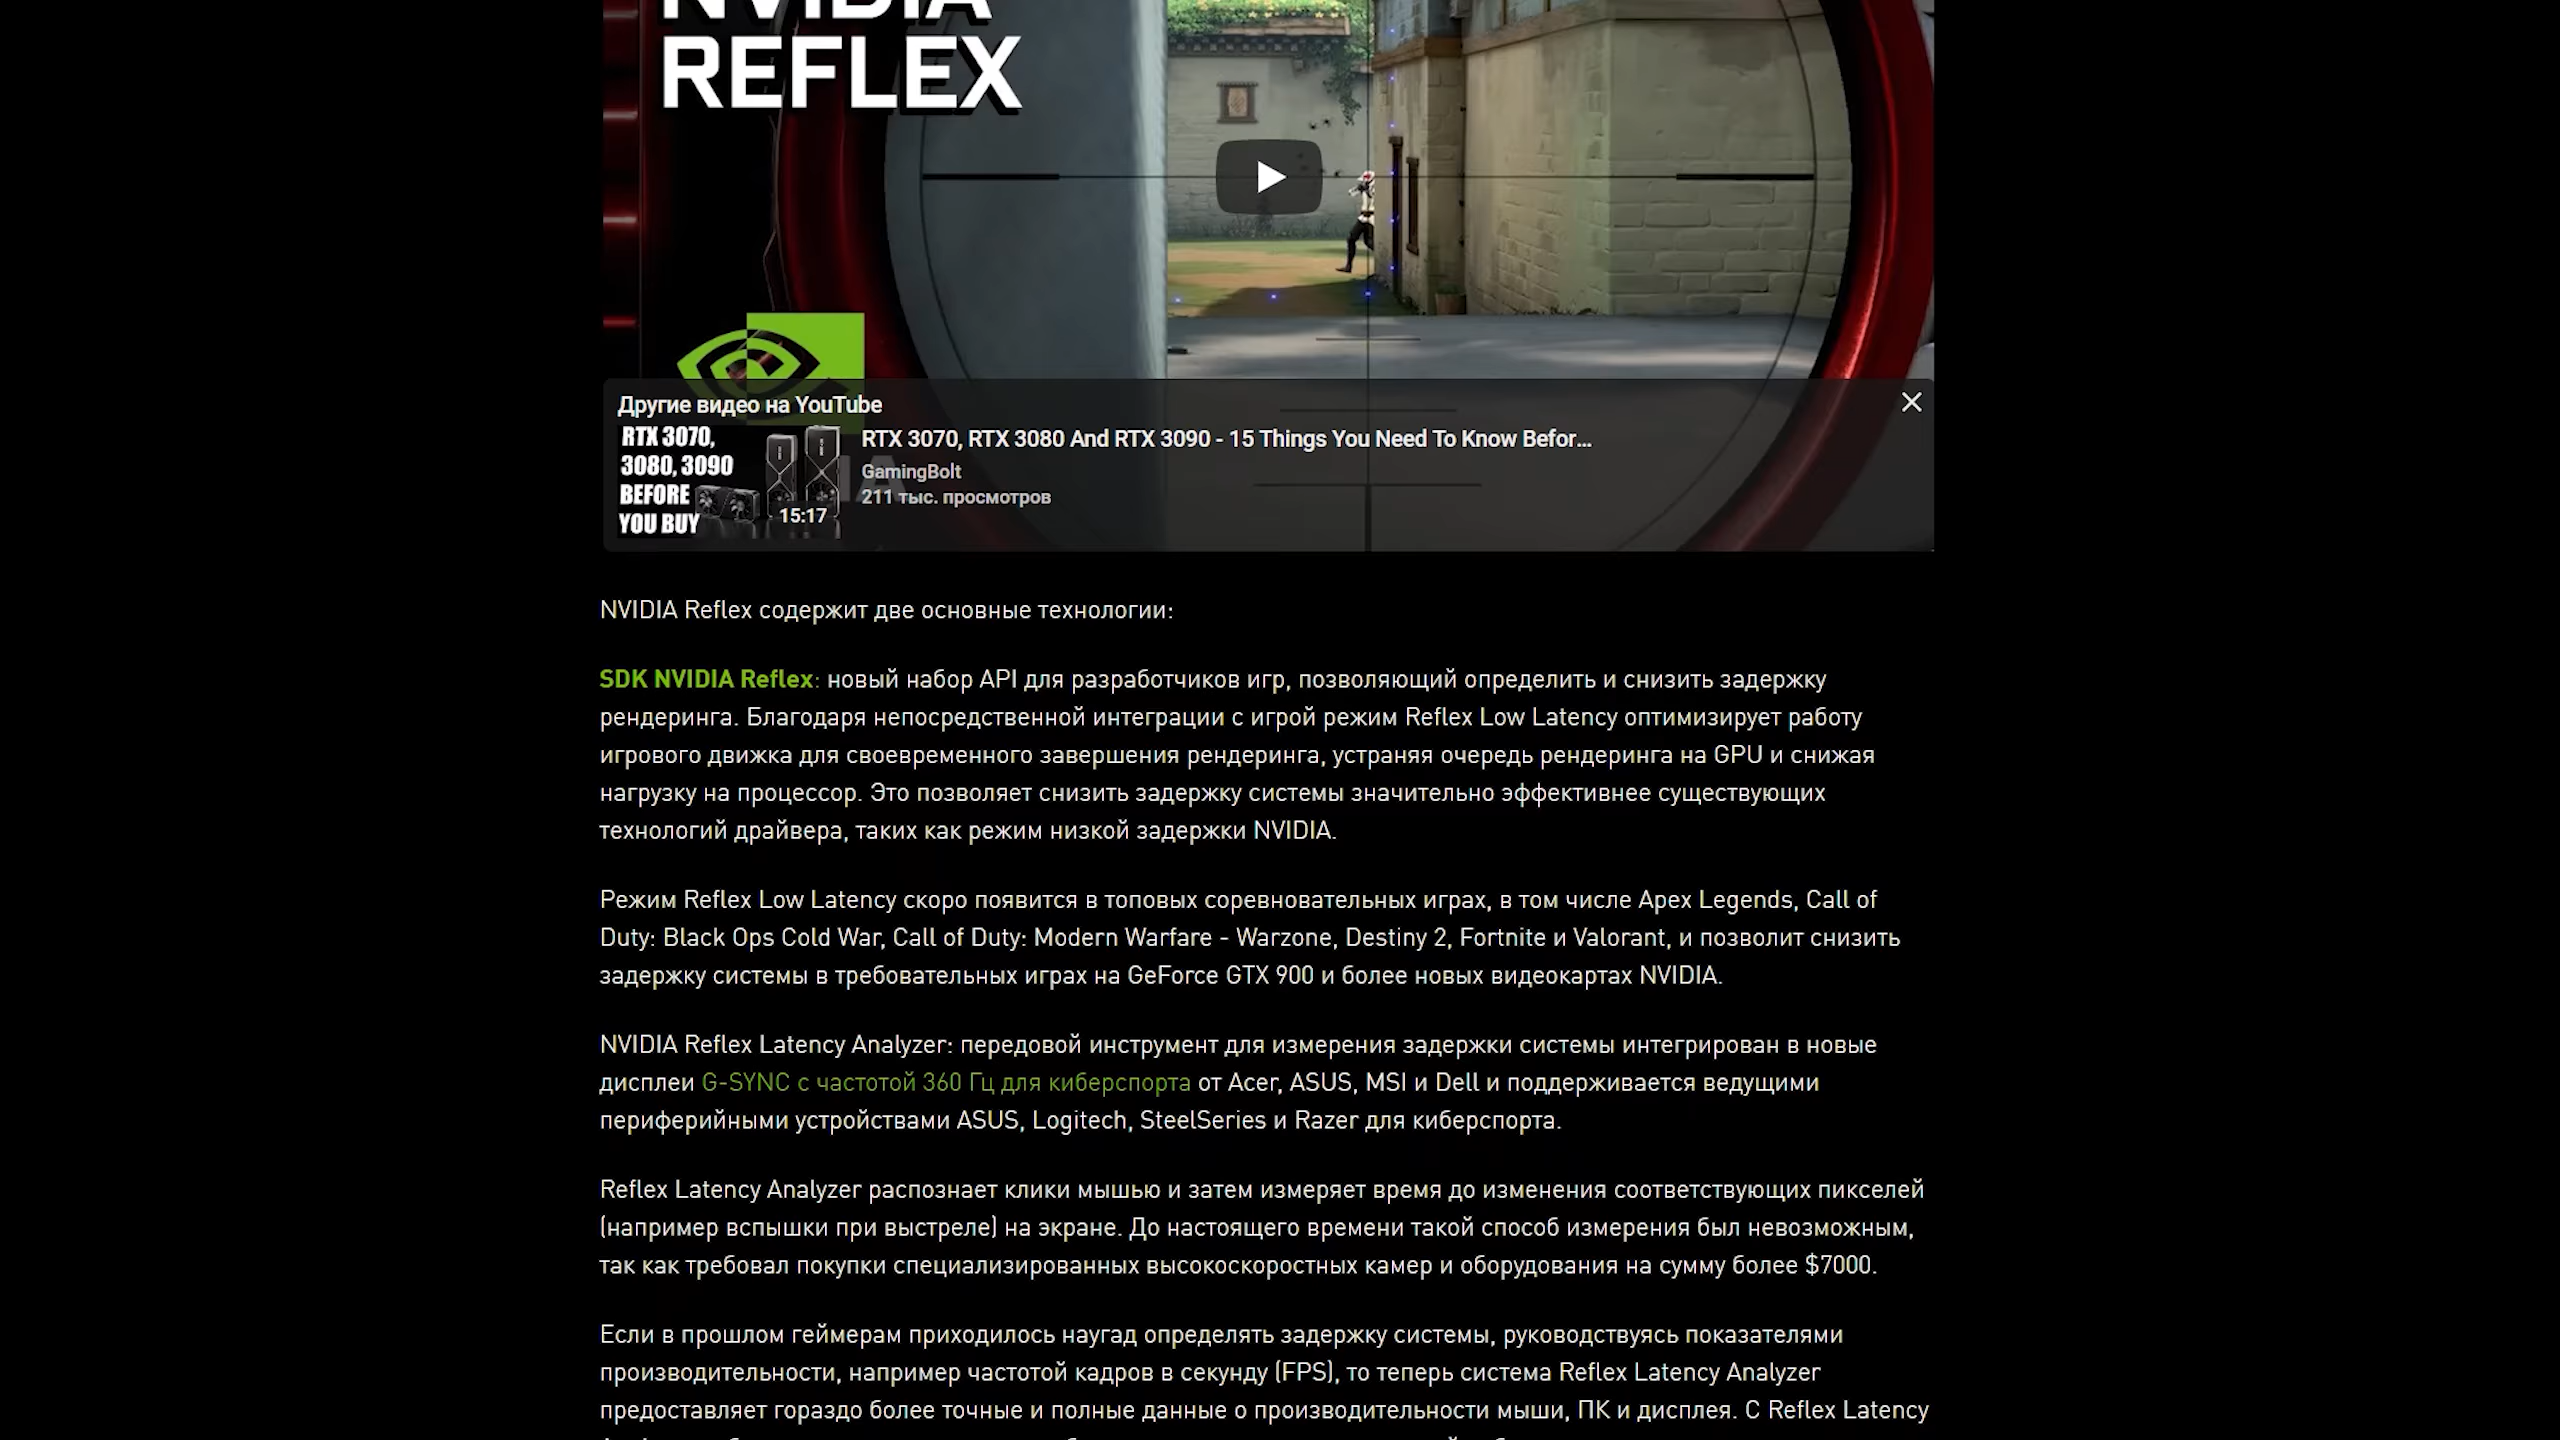 NVIDIA
REFLEX
Другие видео на YouTube
RTX 3070,
3080, 3090
BEFORE
YOU BUY
15:17
RTX 3070, RTX 3080 And RTX 3090 - 15 Things You Need To Know Befor...
GamingBolt
211 тыс. просмотров
NVIDIA Reflex содержит две основные технологии:
SDK NVIDIA Reflex: новый набор API для разработчиков игр, позволяющий определить и снизить задержку
рендеринга. Благодаря непосредственной интеграции с игрой режим Reflex Low Latency оптимизирует работу
игрового движка для своевременного завершения рендеринга, устраняя очередь рендеринга на GPU и снижая
нагрузку на процессор. Это позволяет снизить задержку системы значительно эффективнее существующих
технологий драйвера, таких как режим низкой задержки NVIDIA.
Режим Reflex Low Latency скоро появится в топовых соревновательных играх, в том числе Apex Legends, Call of
Duty: Black Ops Cold War, Call of Duty: Modern Warfare - Warzone, Destiny 2, Fortnite и Valorant, и позволит снизить
задержку системы в требовательных играх на GeForce GTX 900 и более новых видеокартах NVIDIA.
NVIDIA Reflex Latency Analyzer: передовой инструмент для измерения задержки системы интегрирован в новые
дисплеи G-SYNC с частотой 360 Гц для киберспорта от Acer, ASUS, MSI и Dell и поддерживается ведущими
периферийными устройствами ASUS, Logitech, SteelSeries и Razer для киберспорта.
Reflex Latency Analyzer распознает клики мышью и затем измеряет время до изменения соответствующих пикселей
(например вспышки при выстреле) на экране. До настоящего времени такой способ измерения был невозможным,
так как требовал покупки специализированных высокоскоростных камер и оборудования на сумму более $7000.
Если в прошлом геймерам приходилось наугад определять задержку системы, руководствуясь показателями
производительности, например частотой кадров в секунду (FPS), то теперь система Reflex Latency Analyzer
предоставляет гораздо более точные и полные данные о производительности мыши, ПК и дисплея. С Reflex Latency